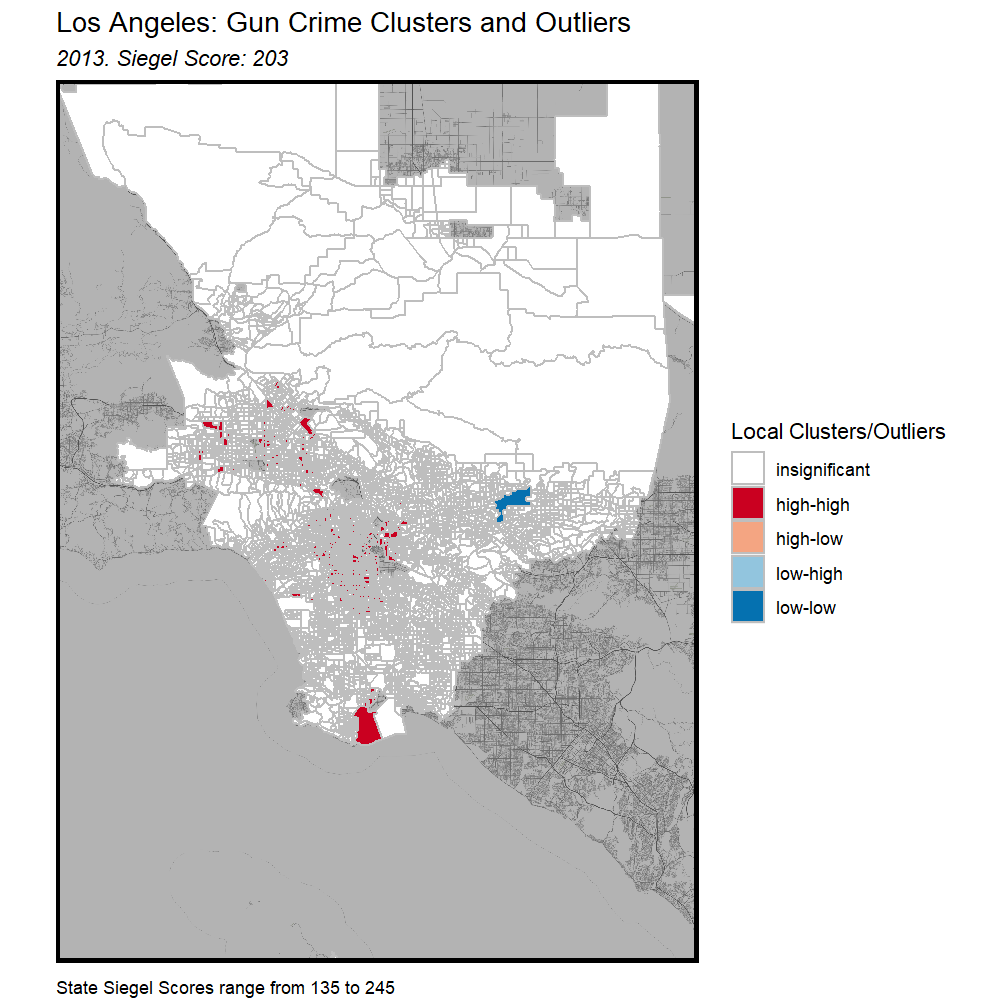 Los Angeles: Gun Crime Clusters and Outliers
2013. Siegel Score: 203
Local Clusters/Outliers
insignificant
high-high
high-low
low-high
low-low
State Siegel Scores range from 135 to 245